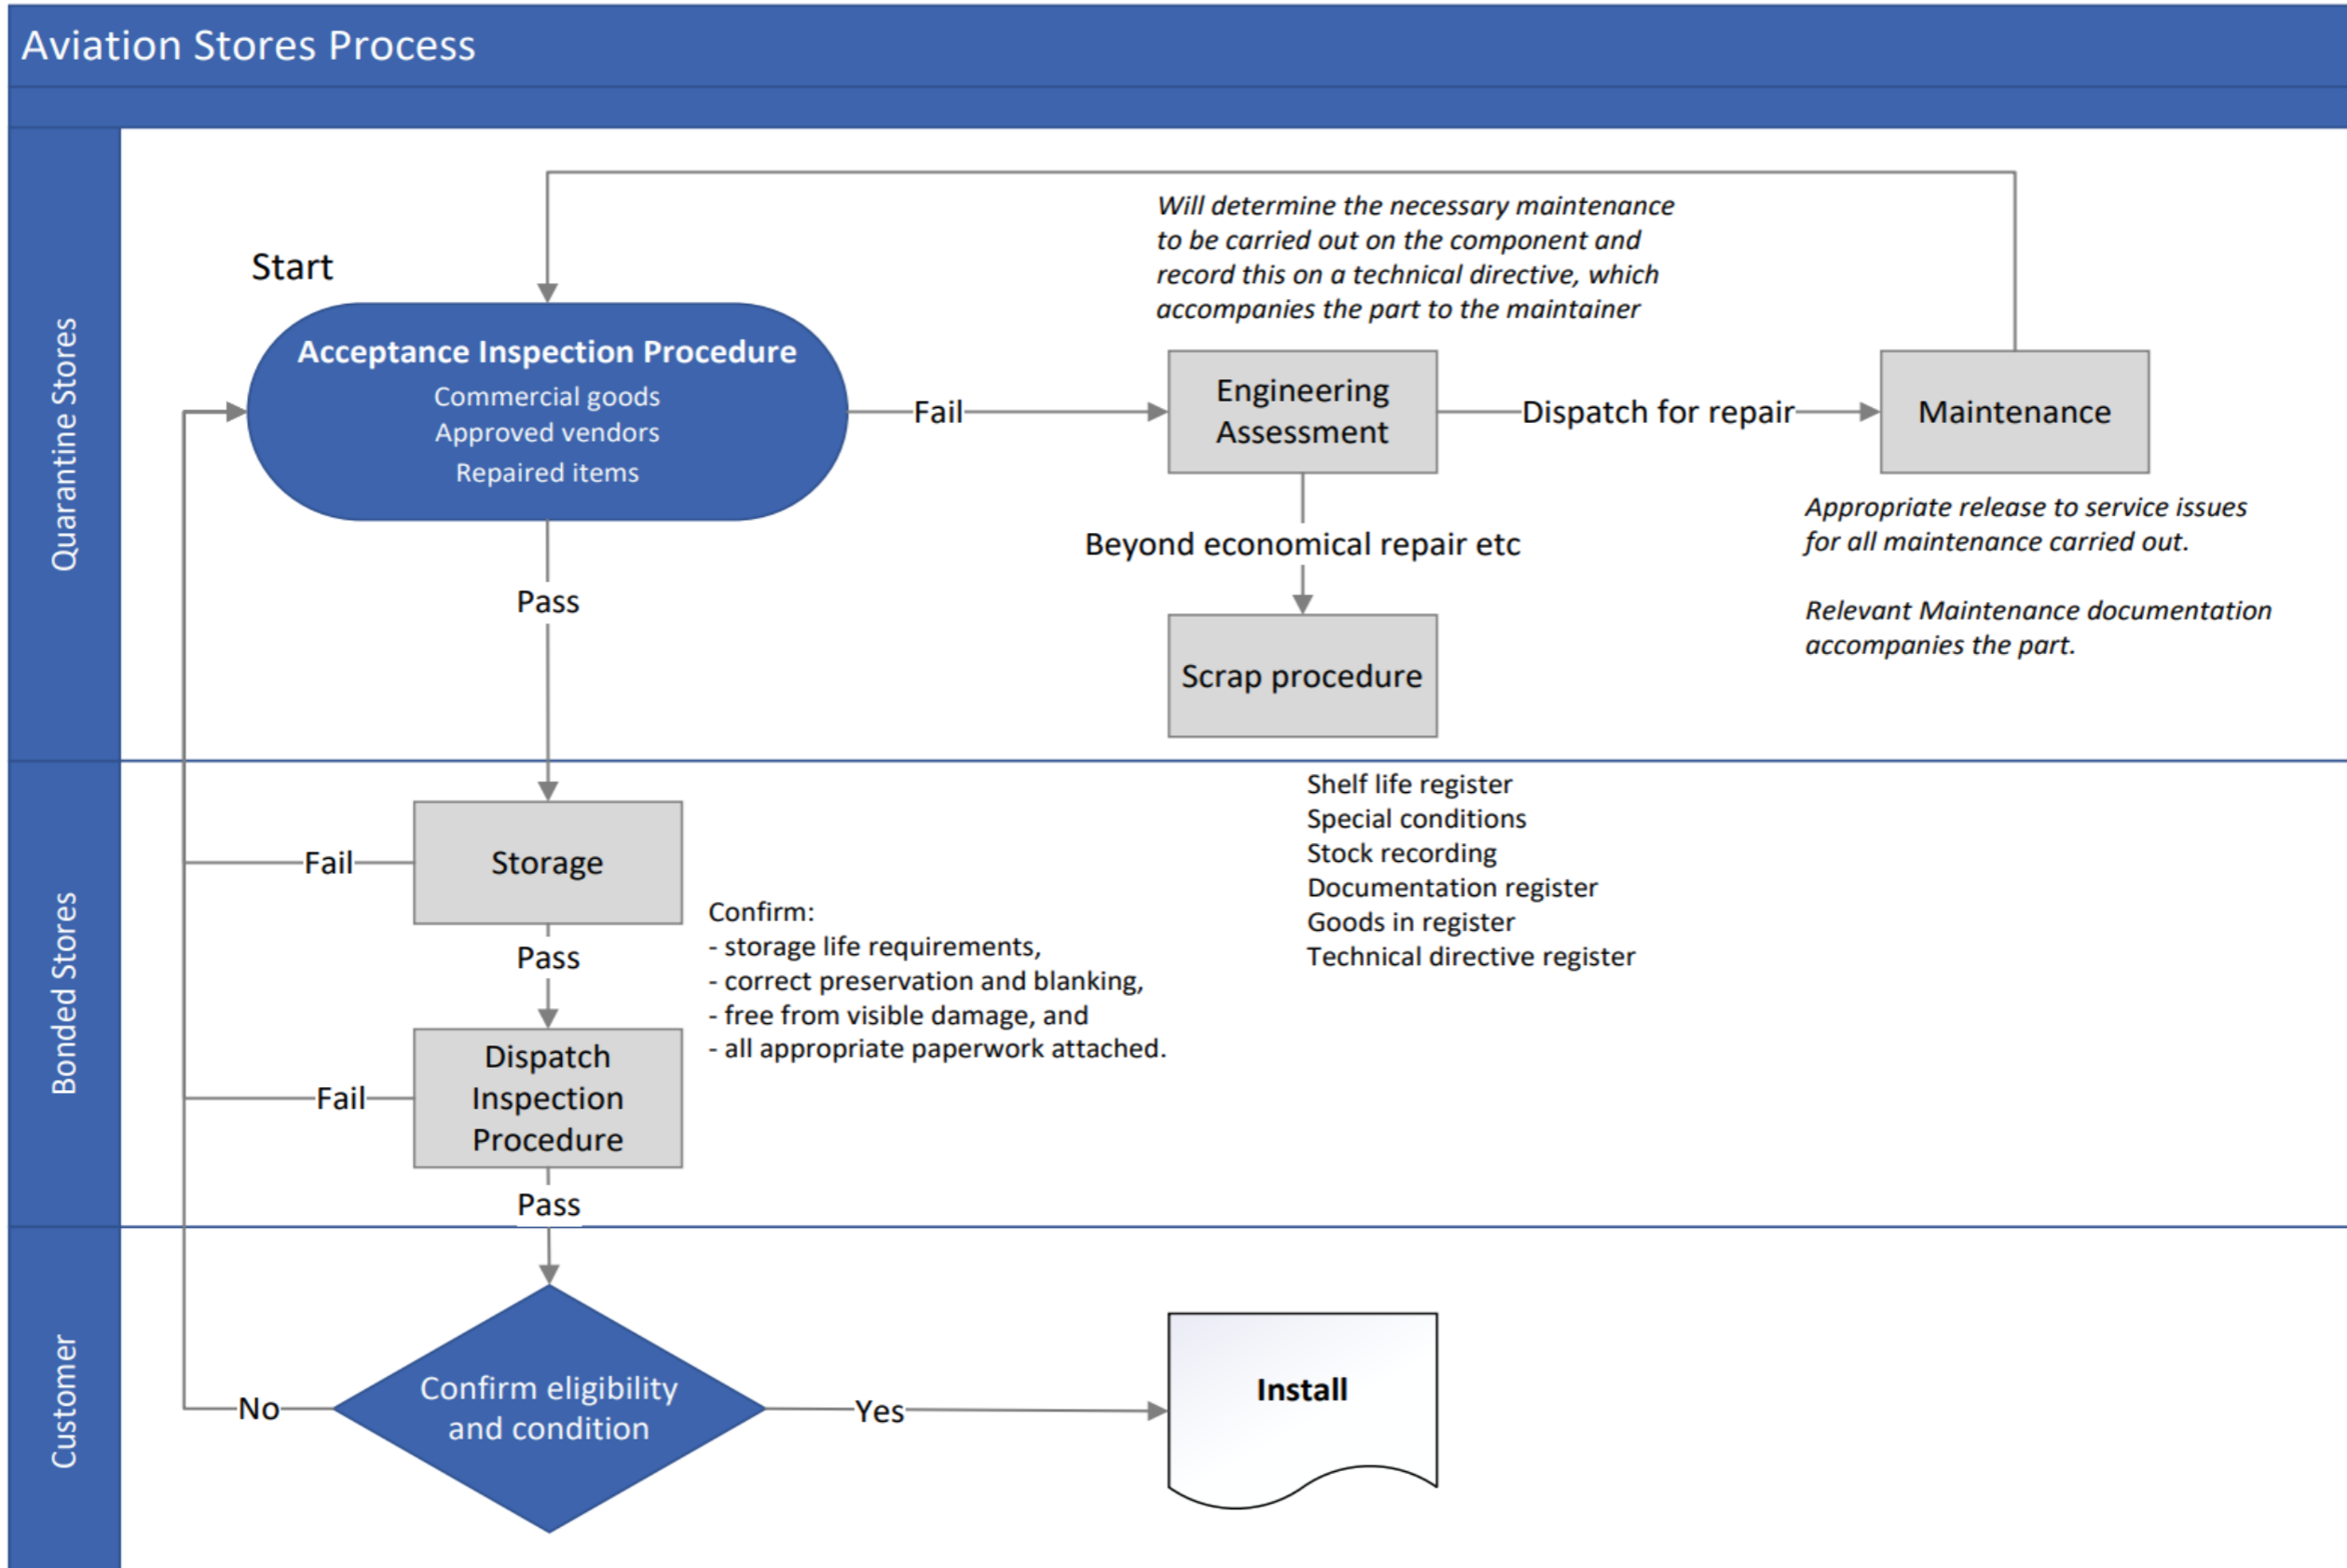 Aviation Stores Process
Quarantine Stores
Start
Acceptance Inspection Procedure
Commercial goods
Approved vendors
Repaired items
Fail
Will determine the necessary maintenance
to be carried out on the component and
record this on a technical directive, which
accompanies the part to the maintainer
Engineering
Assessment
Dispatch for repair
Maintenance
Appropriate release to service issues
for all maintenance carried out.
Relevant Maintenance documentation
accompanies the part.
Beyond economical repair etc
Scrap procedure
Pass
Bonded Stores
Storage
Fail
Pass
Confirm:
- storage life requirements,
- correct preservation and blanking,
- free from visible damage, and
- all appropriate paperwork attached.
Shelf life register
Special conditions
Stock recording
Documentation register
Goods in register
Technical directive register
Dispatch
Inspection
Procedure
Fail
Pass
Customer
Confirm eligibility
and condition
No
Yes
Install